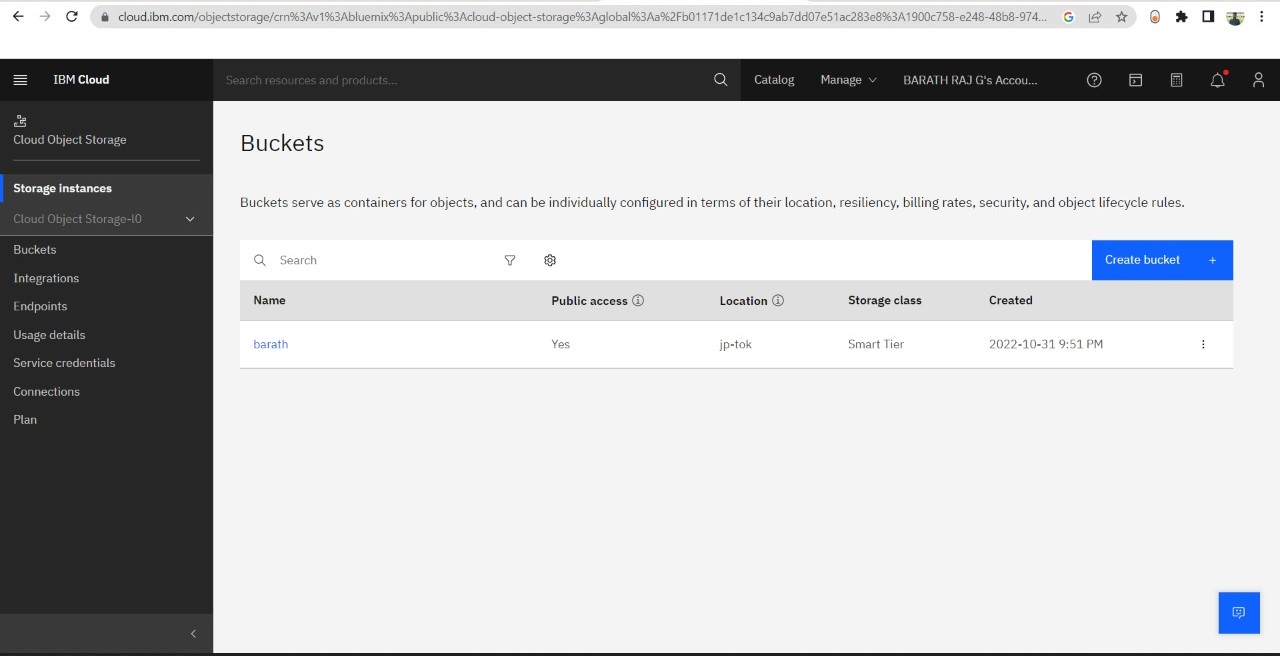 cloud.ibm.com/objectstorage/crn%3Av1%3Abluemix%3Apublic%3Acloud-object-storage%3Aglobal%3Aa%2Fb01171de1c134c9ab7dd07e51ac283e8%3A1900c758-e248-48b8-974...
IBM Cloud
Search resources and products...
Catalog
Manage
BARATH RAJ G's Accou...
Cloud Object Storage
Storage instances
Cloud Object Storage-l0
Buckets
Integrations
Endpoints
Usage details
Service credentials
Connections
Plan
Buckets
Buckets serve as containers for objects, and can be individually configured in terms of their location, resiliency, billing rates, security, and object lifecycle rules.
Search
Create bucket +
Name Public access Location Storage class Created
barath Yes jp-tok Smart Tier 2022-10-31 9:51 PM